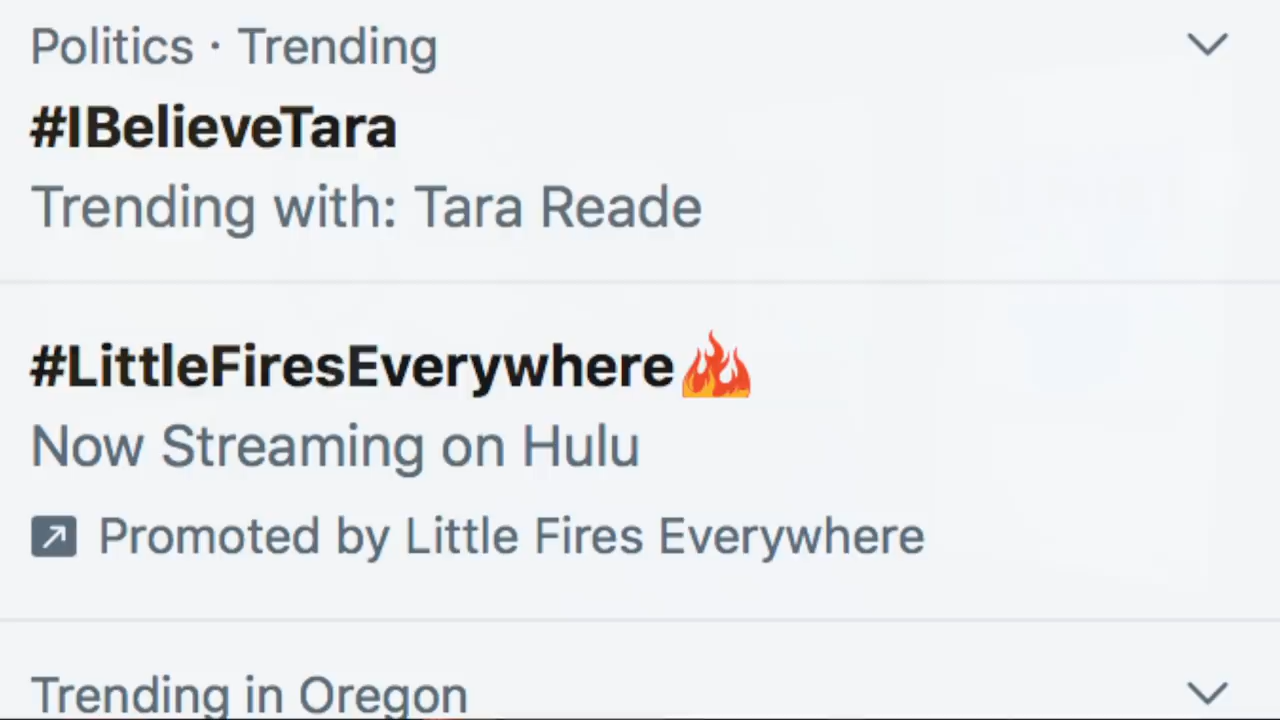 Politics · Trending
#IBelieveTara
Trending with: Tara Reade
#LittleFiresEverywhere🔥
Now Streaming on Hulu
Promoted by Little Fires Everywhere
Trending in Oregon